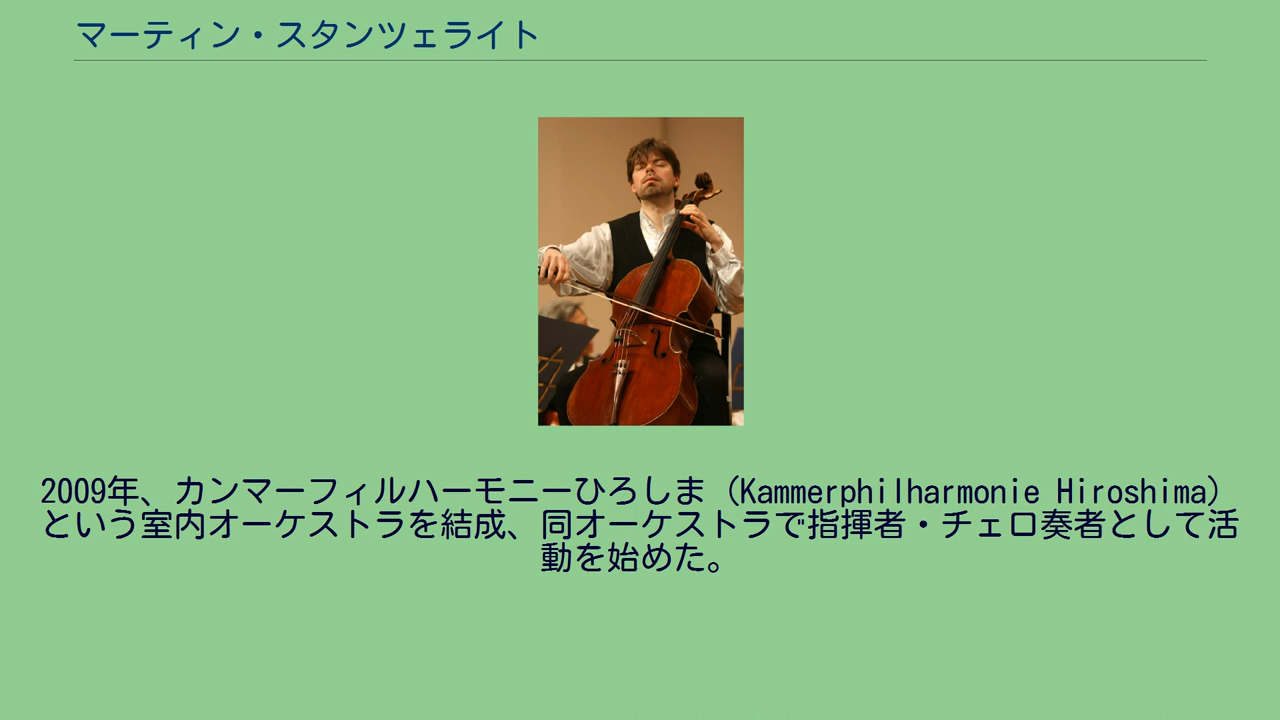 マーティン・スタンツェライト
2009年、カンマーフィルハーモニーひろしま（Kammerphilharmonie Hiroshima）
という室内オーケストラを結成、同オーケストラで指揮者・チェロ奏者として活
動を始めた。